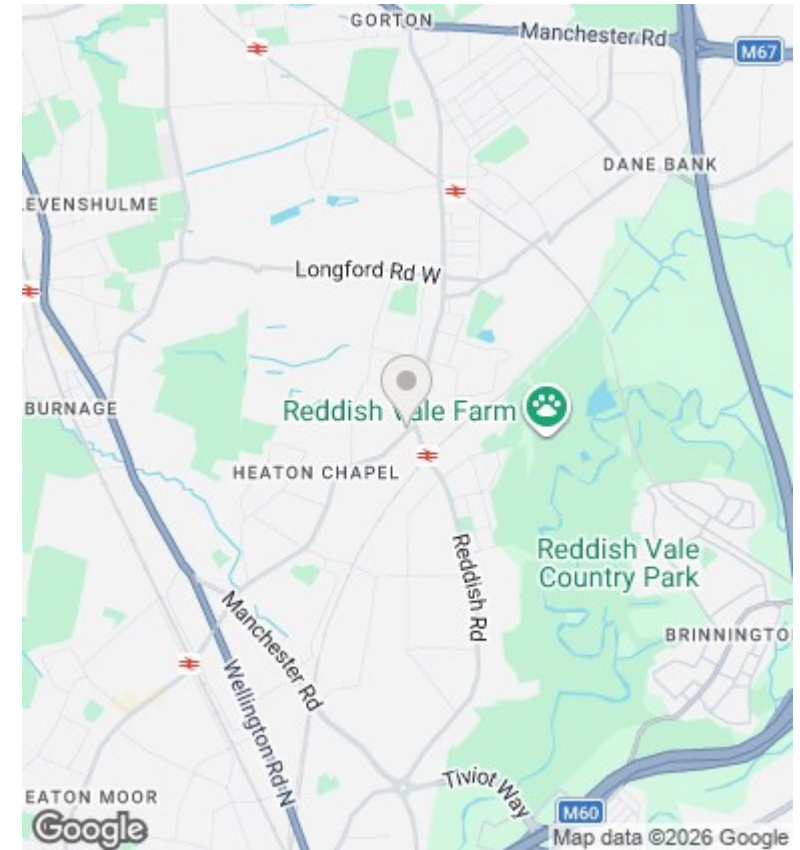 GORTON
Manchester Rd
M67
DANE BANK
EVENSHULME
Longford Rd W
Reddish Vale Farm
BURNAGE
HEATON CHAPEL
Reddish Rd
Reddish Vale
Country Park
BRINNINGTO
Manchester Rd
Wellington Rd N
Tiviot Way
EATON MOOR
M60
Google
Map data ©2026 Google